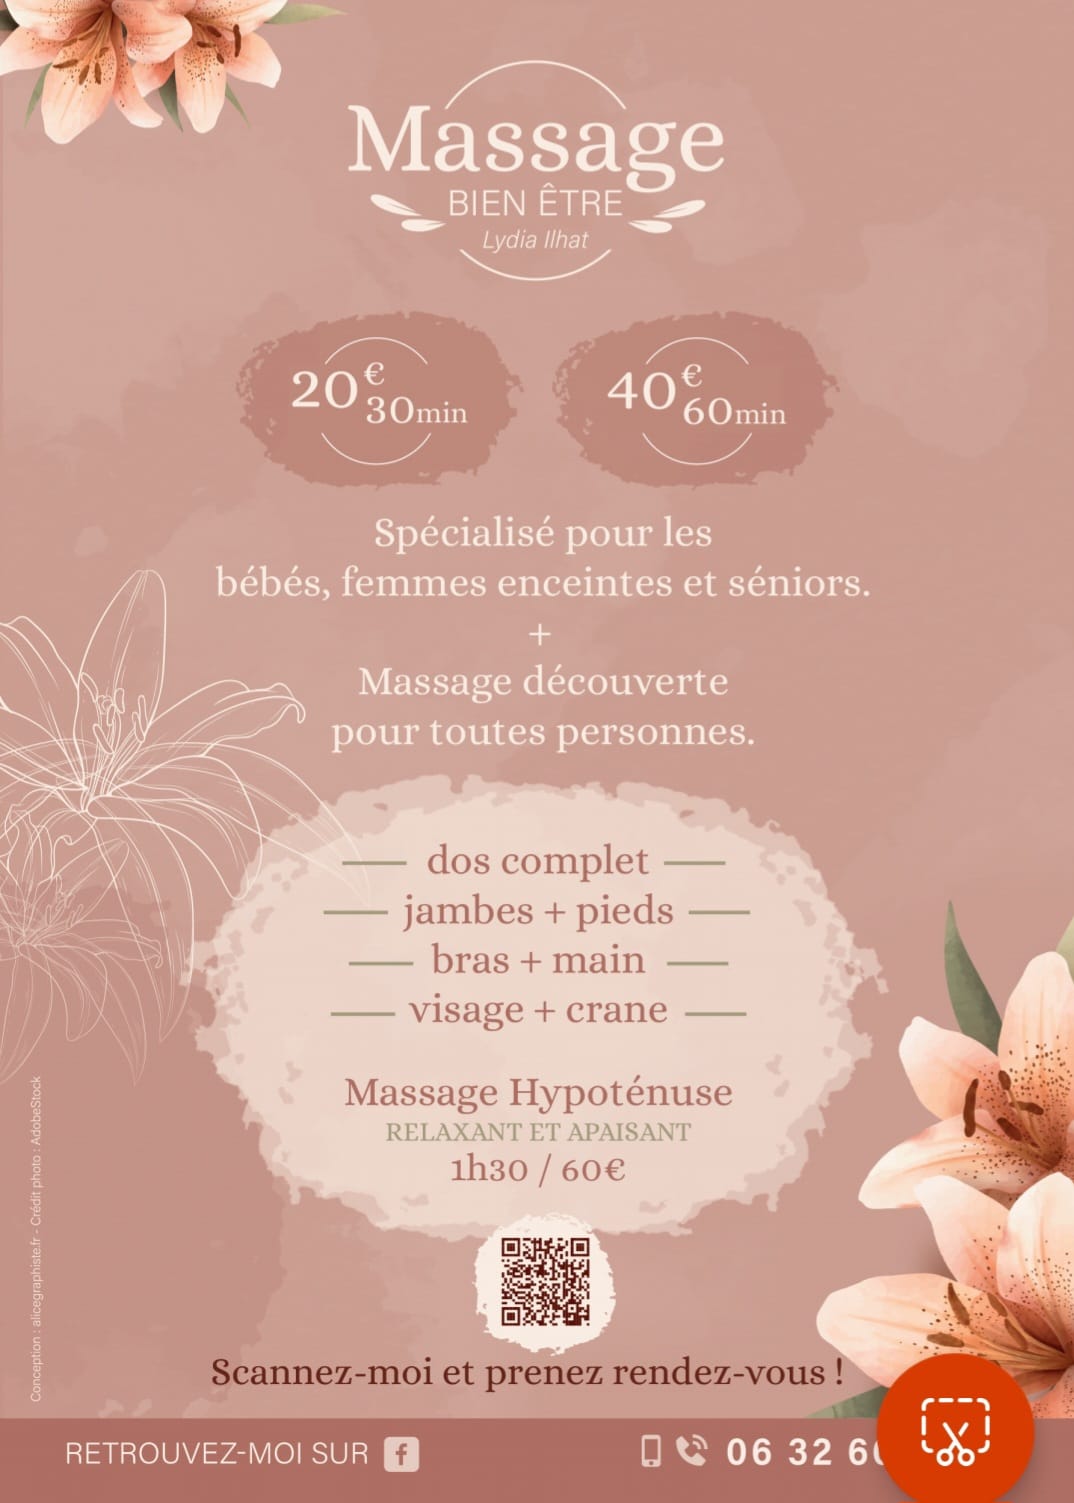 Massage
BIEN ÊTRE
Lydia Ilhat
20€ 30min
40€ 60min
Spécialisé pour les
bébés, femmes enceintes et séniors.
+
Massage découverte
pour toutes personnes.
dos complet
jambes + pieds
bras + main
visage + crane
Massage Hypoténuse
RELAXANT ET APAISANT
1h30 / 60€
Scannez-moi et prenez rendez-vous !
Conception : alicegraphiste.fr - Crédit photo : AdobeStock
RETROUVEZ-MOI SUR f
06 32 6